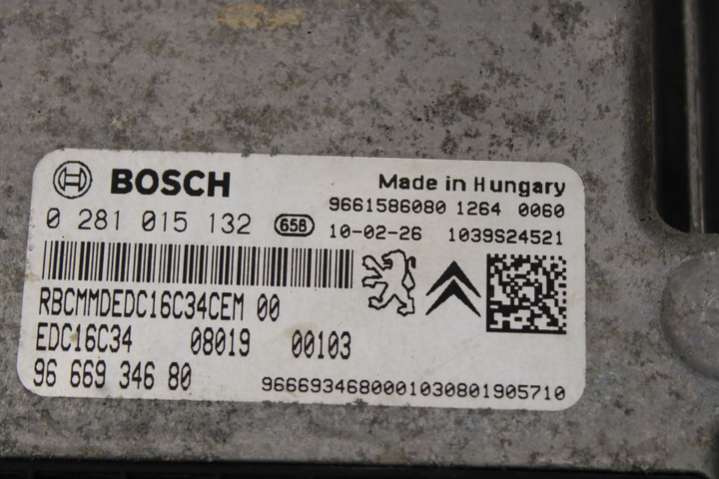 BOSCH
Made in Hungary
9661586080 1264 0060
0 281 015 132 658 10-02-26 1039S24521
RBCMMDEDC16C34CEM 00
EDC16C34 08019 00103
96 669 346 80 9666934680001030801905710